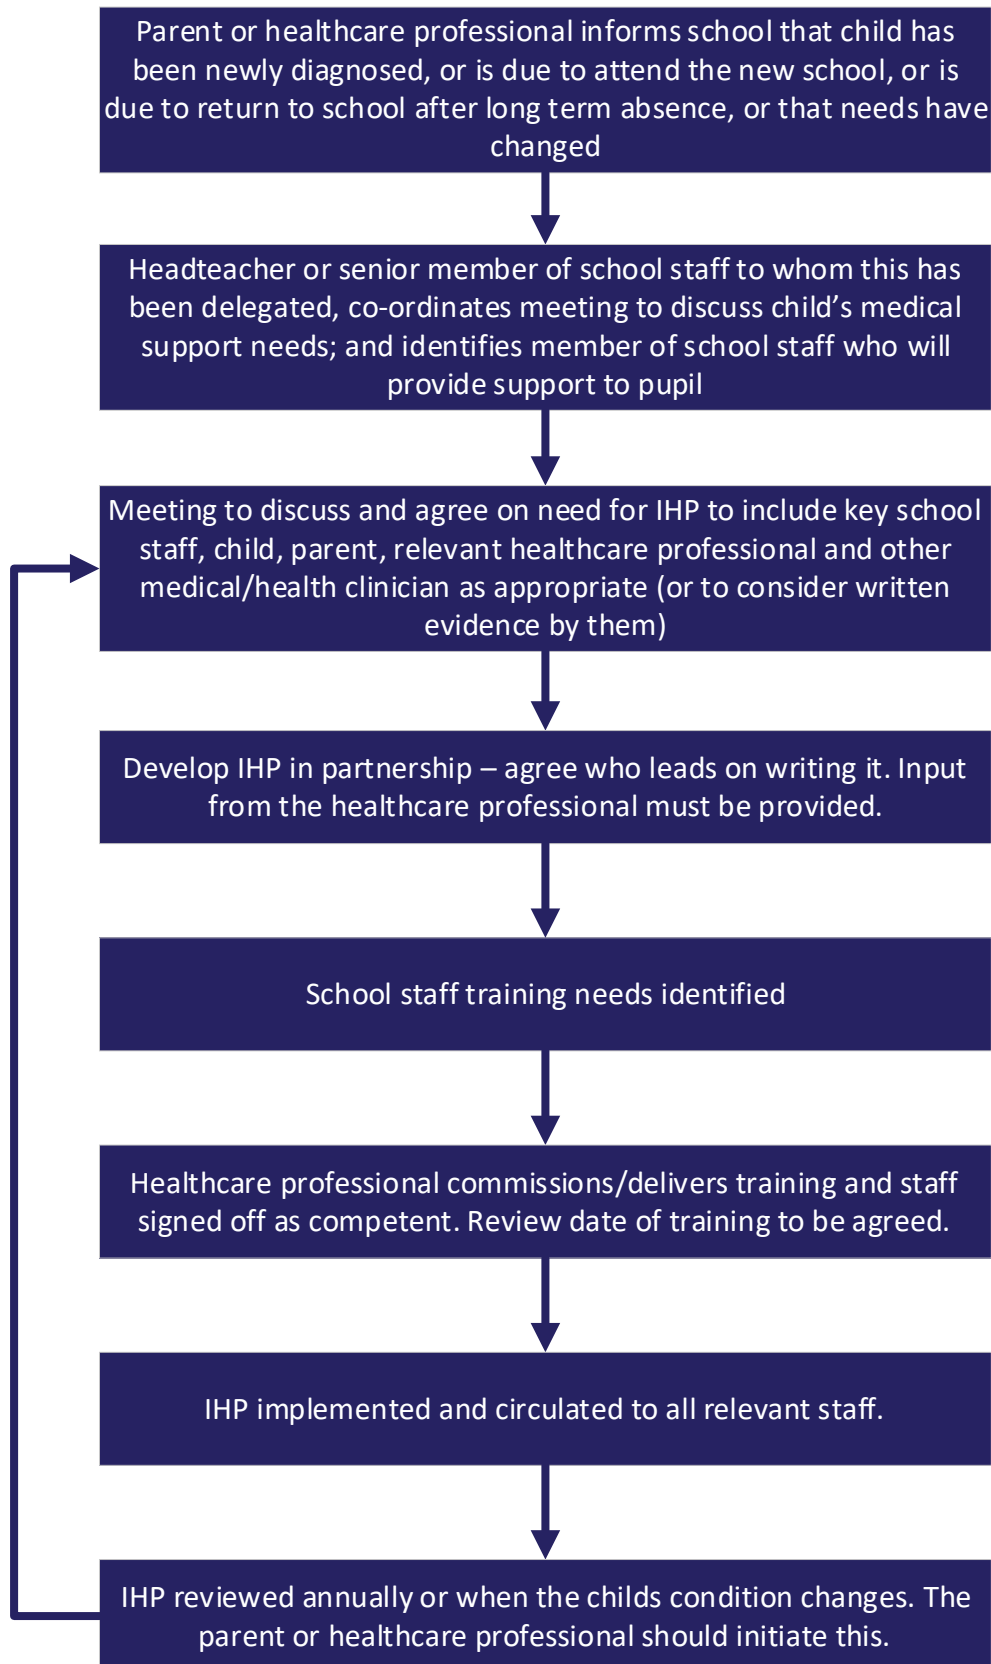 Parent or healthcare professional informs school that child has
been newly diagnosed, or is due to attend the new school, or is
due to return to school after long term absence, or that needs have
changed
Headteacher or senior member of school staff to whom this has
been delegated, co-ordinates meeting to discuss child’s medical
support needs; and identifies member of school staff who will
provide support to pupil
Meeting to discuss and agree on need for IHP to include key school
staff, child, parent, relevant healthcare professional and other
medical/health clinician as appropriate (or to consider written
evidence by them)
Develop IHP in partnership – agree who leads on writing it. Input
from the healthcare professional must be provided.
School staff training needs identified
Healthcare professional commissions/delivers training and staff
signed off as competent. Review date of training to be agreed.
IHP implemented and circulated to all relevant staff.
IHP reviewed annually or when the childs condition changes. The
parent or healthcare professional should initiate this.